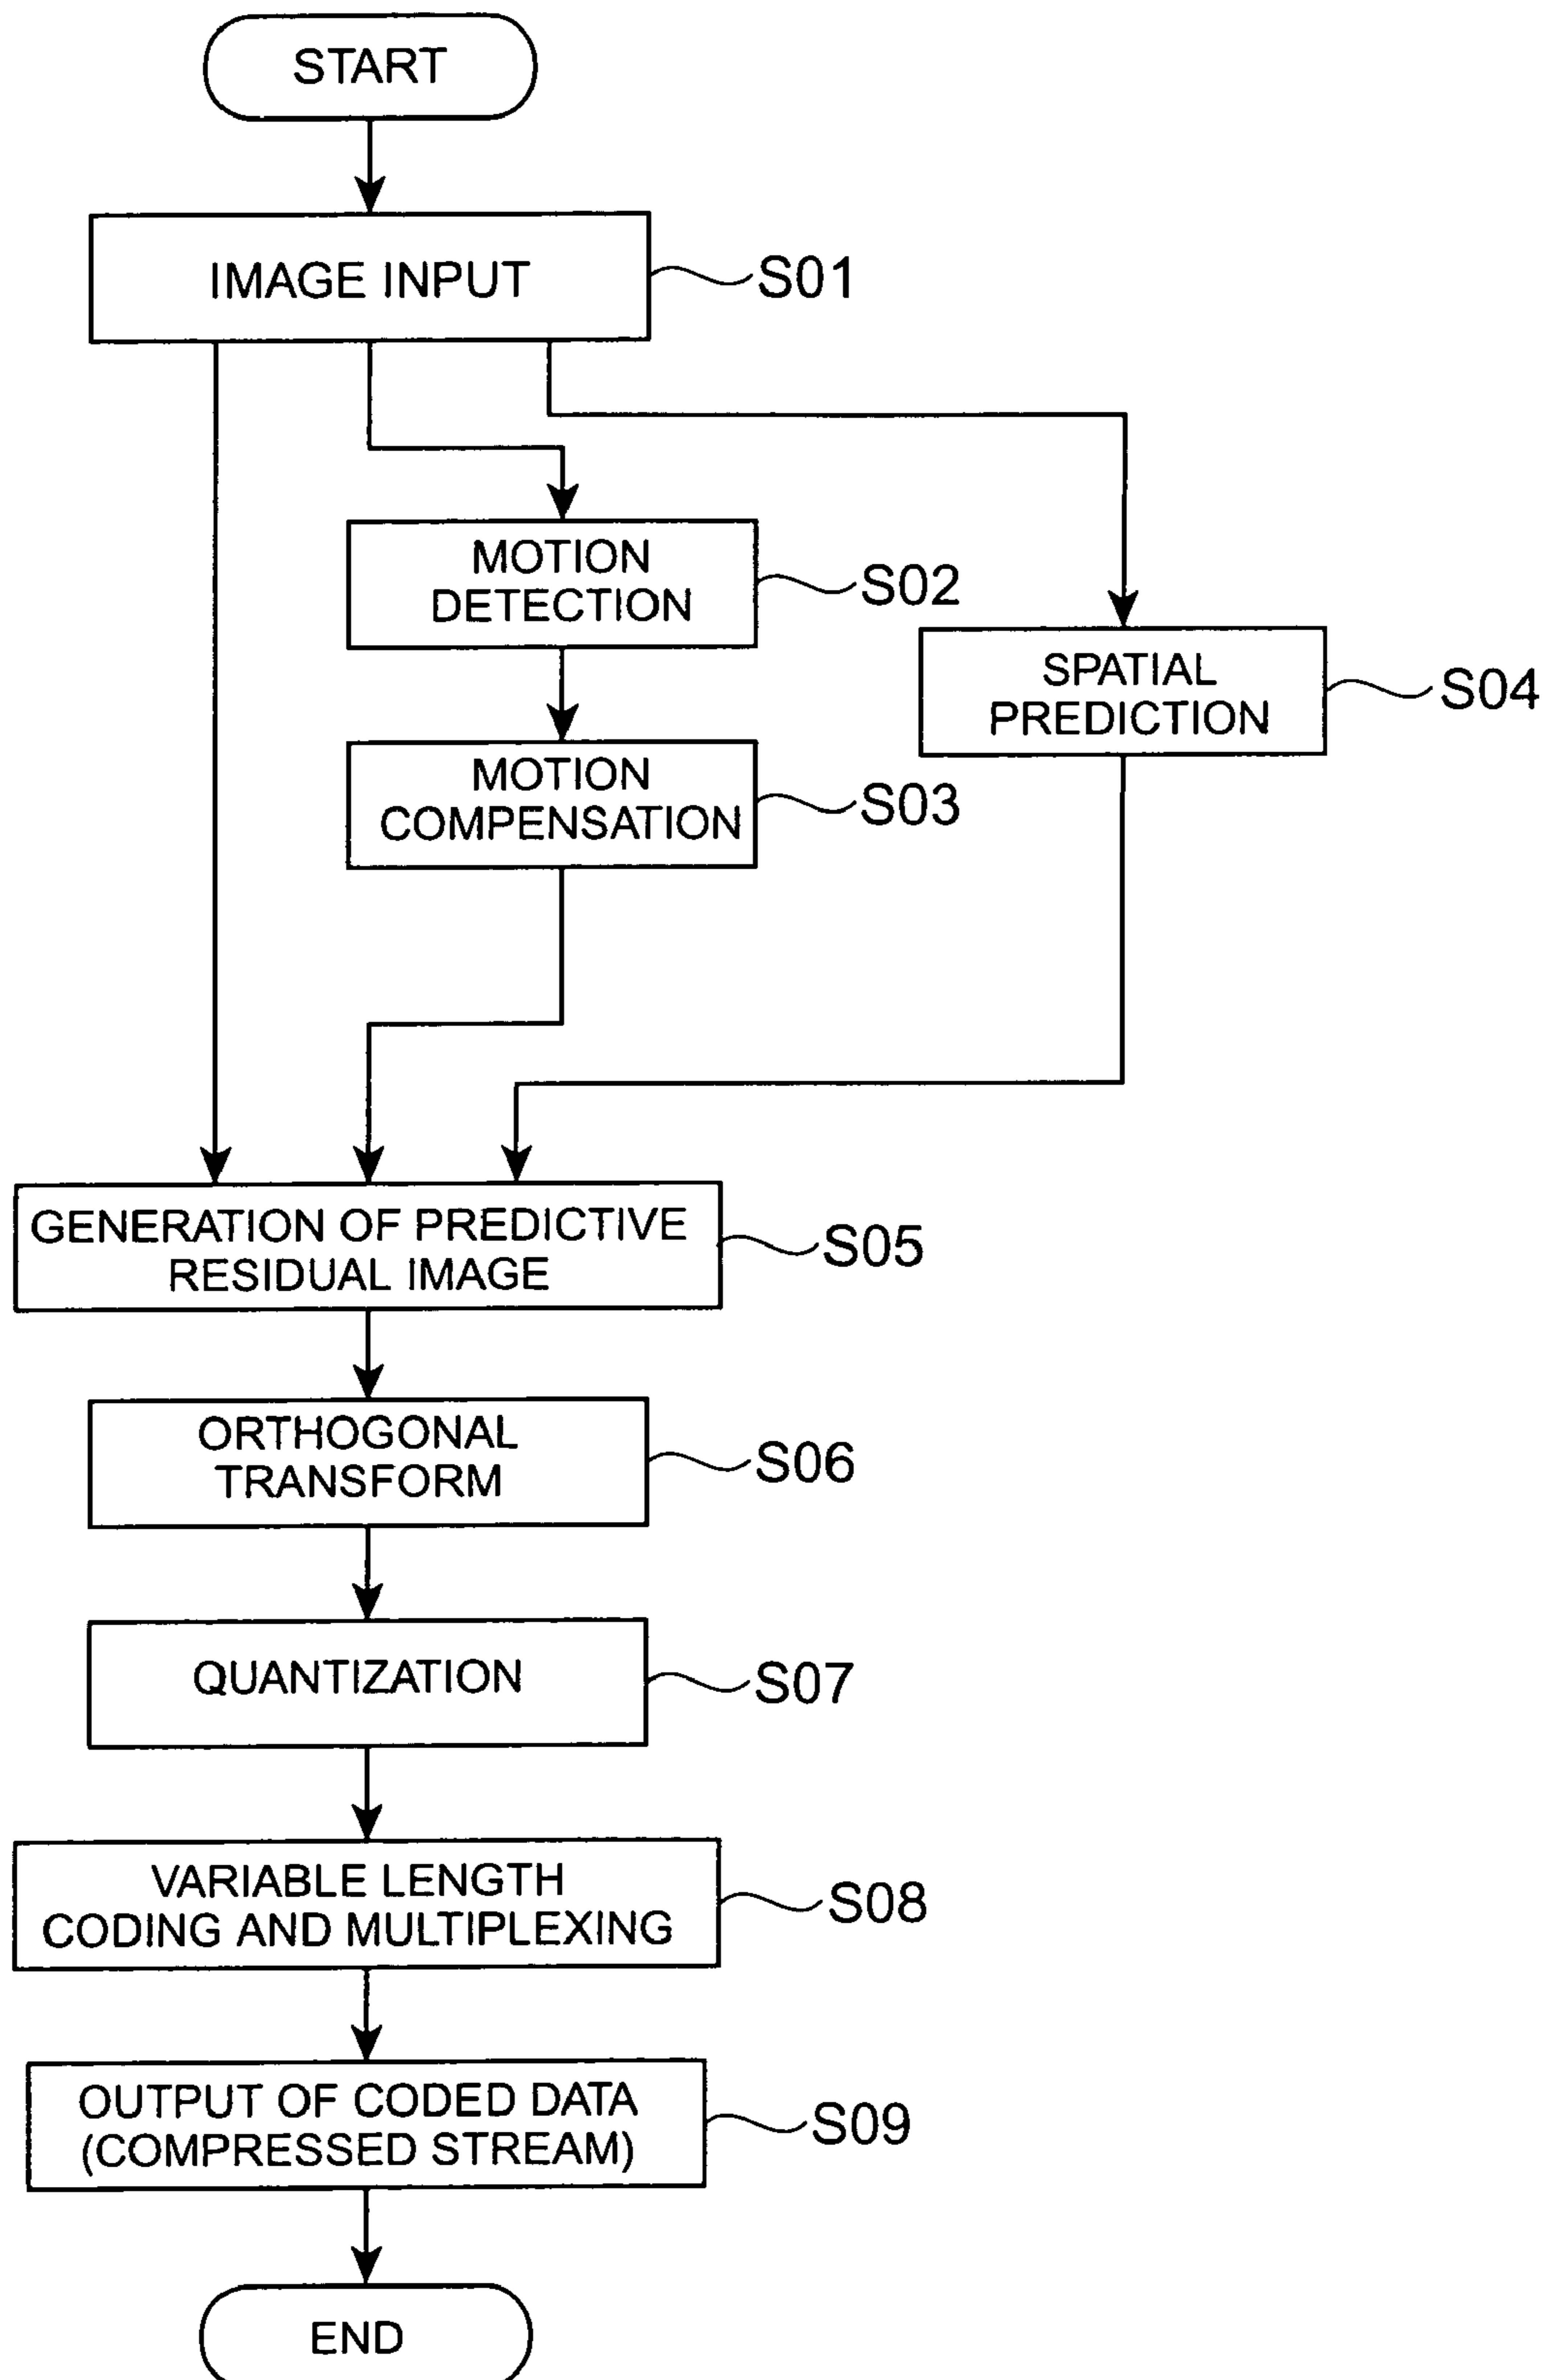 START
IMAGE INPUT
S01
MOTION
DETECTION
S02
SPATIAL
PREDICTION
S04
MOTION
COMPENSATION
S03
GENERATION OF PREDICTIVE
RESIDUAL IMAGE
S05
ORTHOGONAL
TRANSFORM
S06
QUANTIZATION
S07
VARIABLE LENGTH
CODING AND MULTIPLEXING
S08
OUTPUT OF CODED DATA
(COMPRESSED STREAM)
S09
END